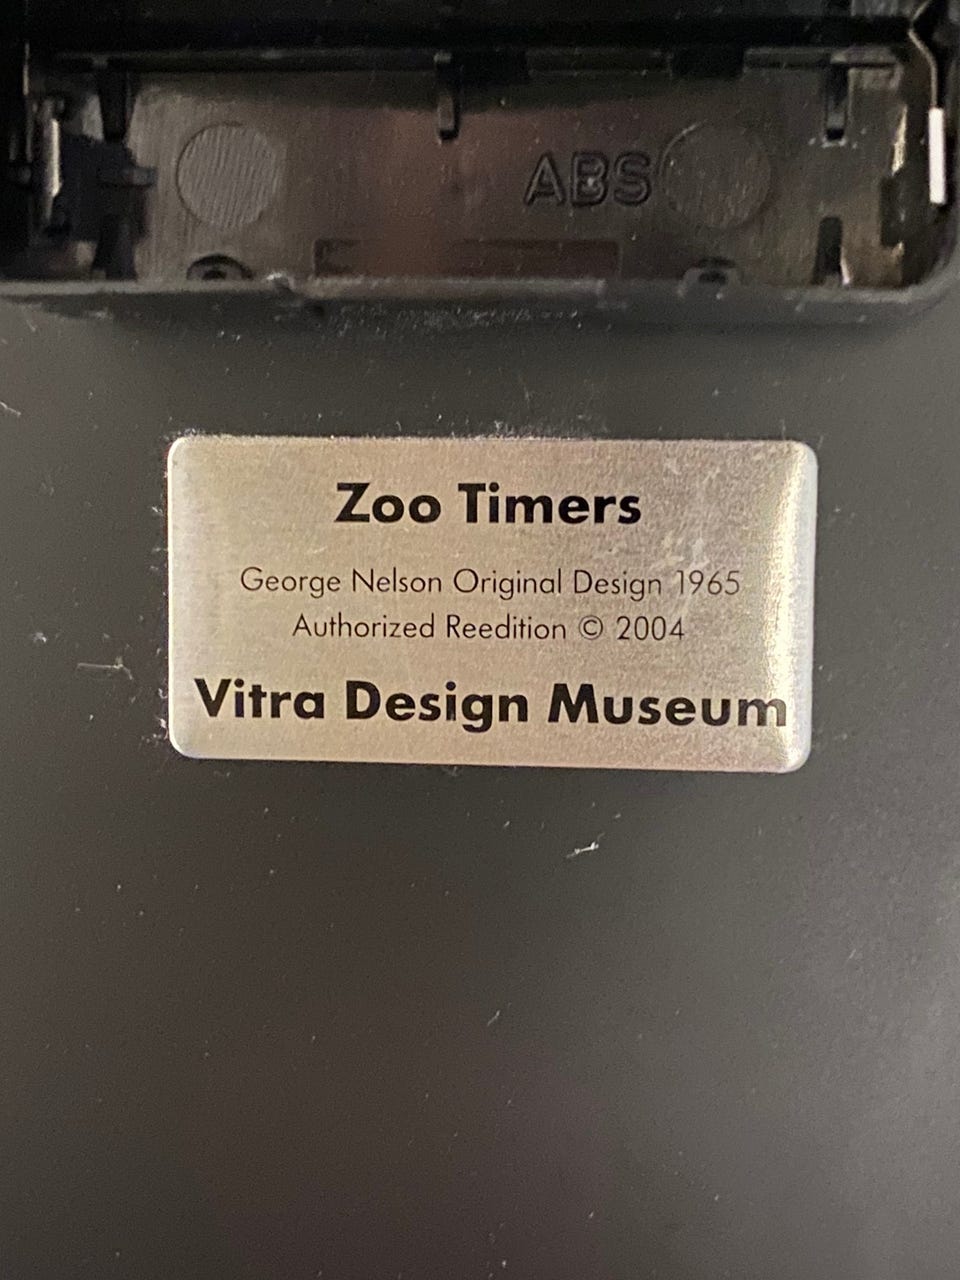 ABS
Zoo Timers
George Nelson Original Design 1965
Authorized Reedition © 2004
Vitra Design Museum